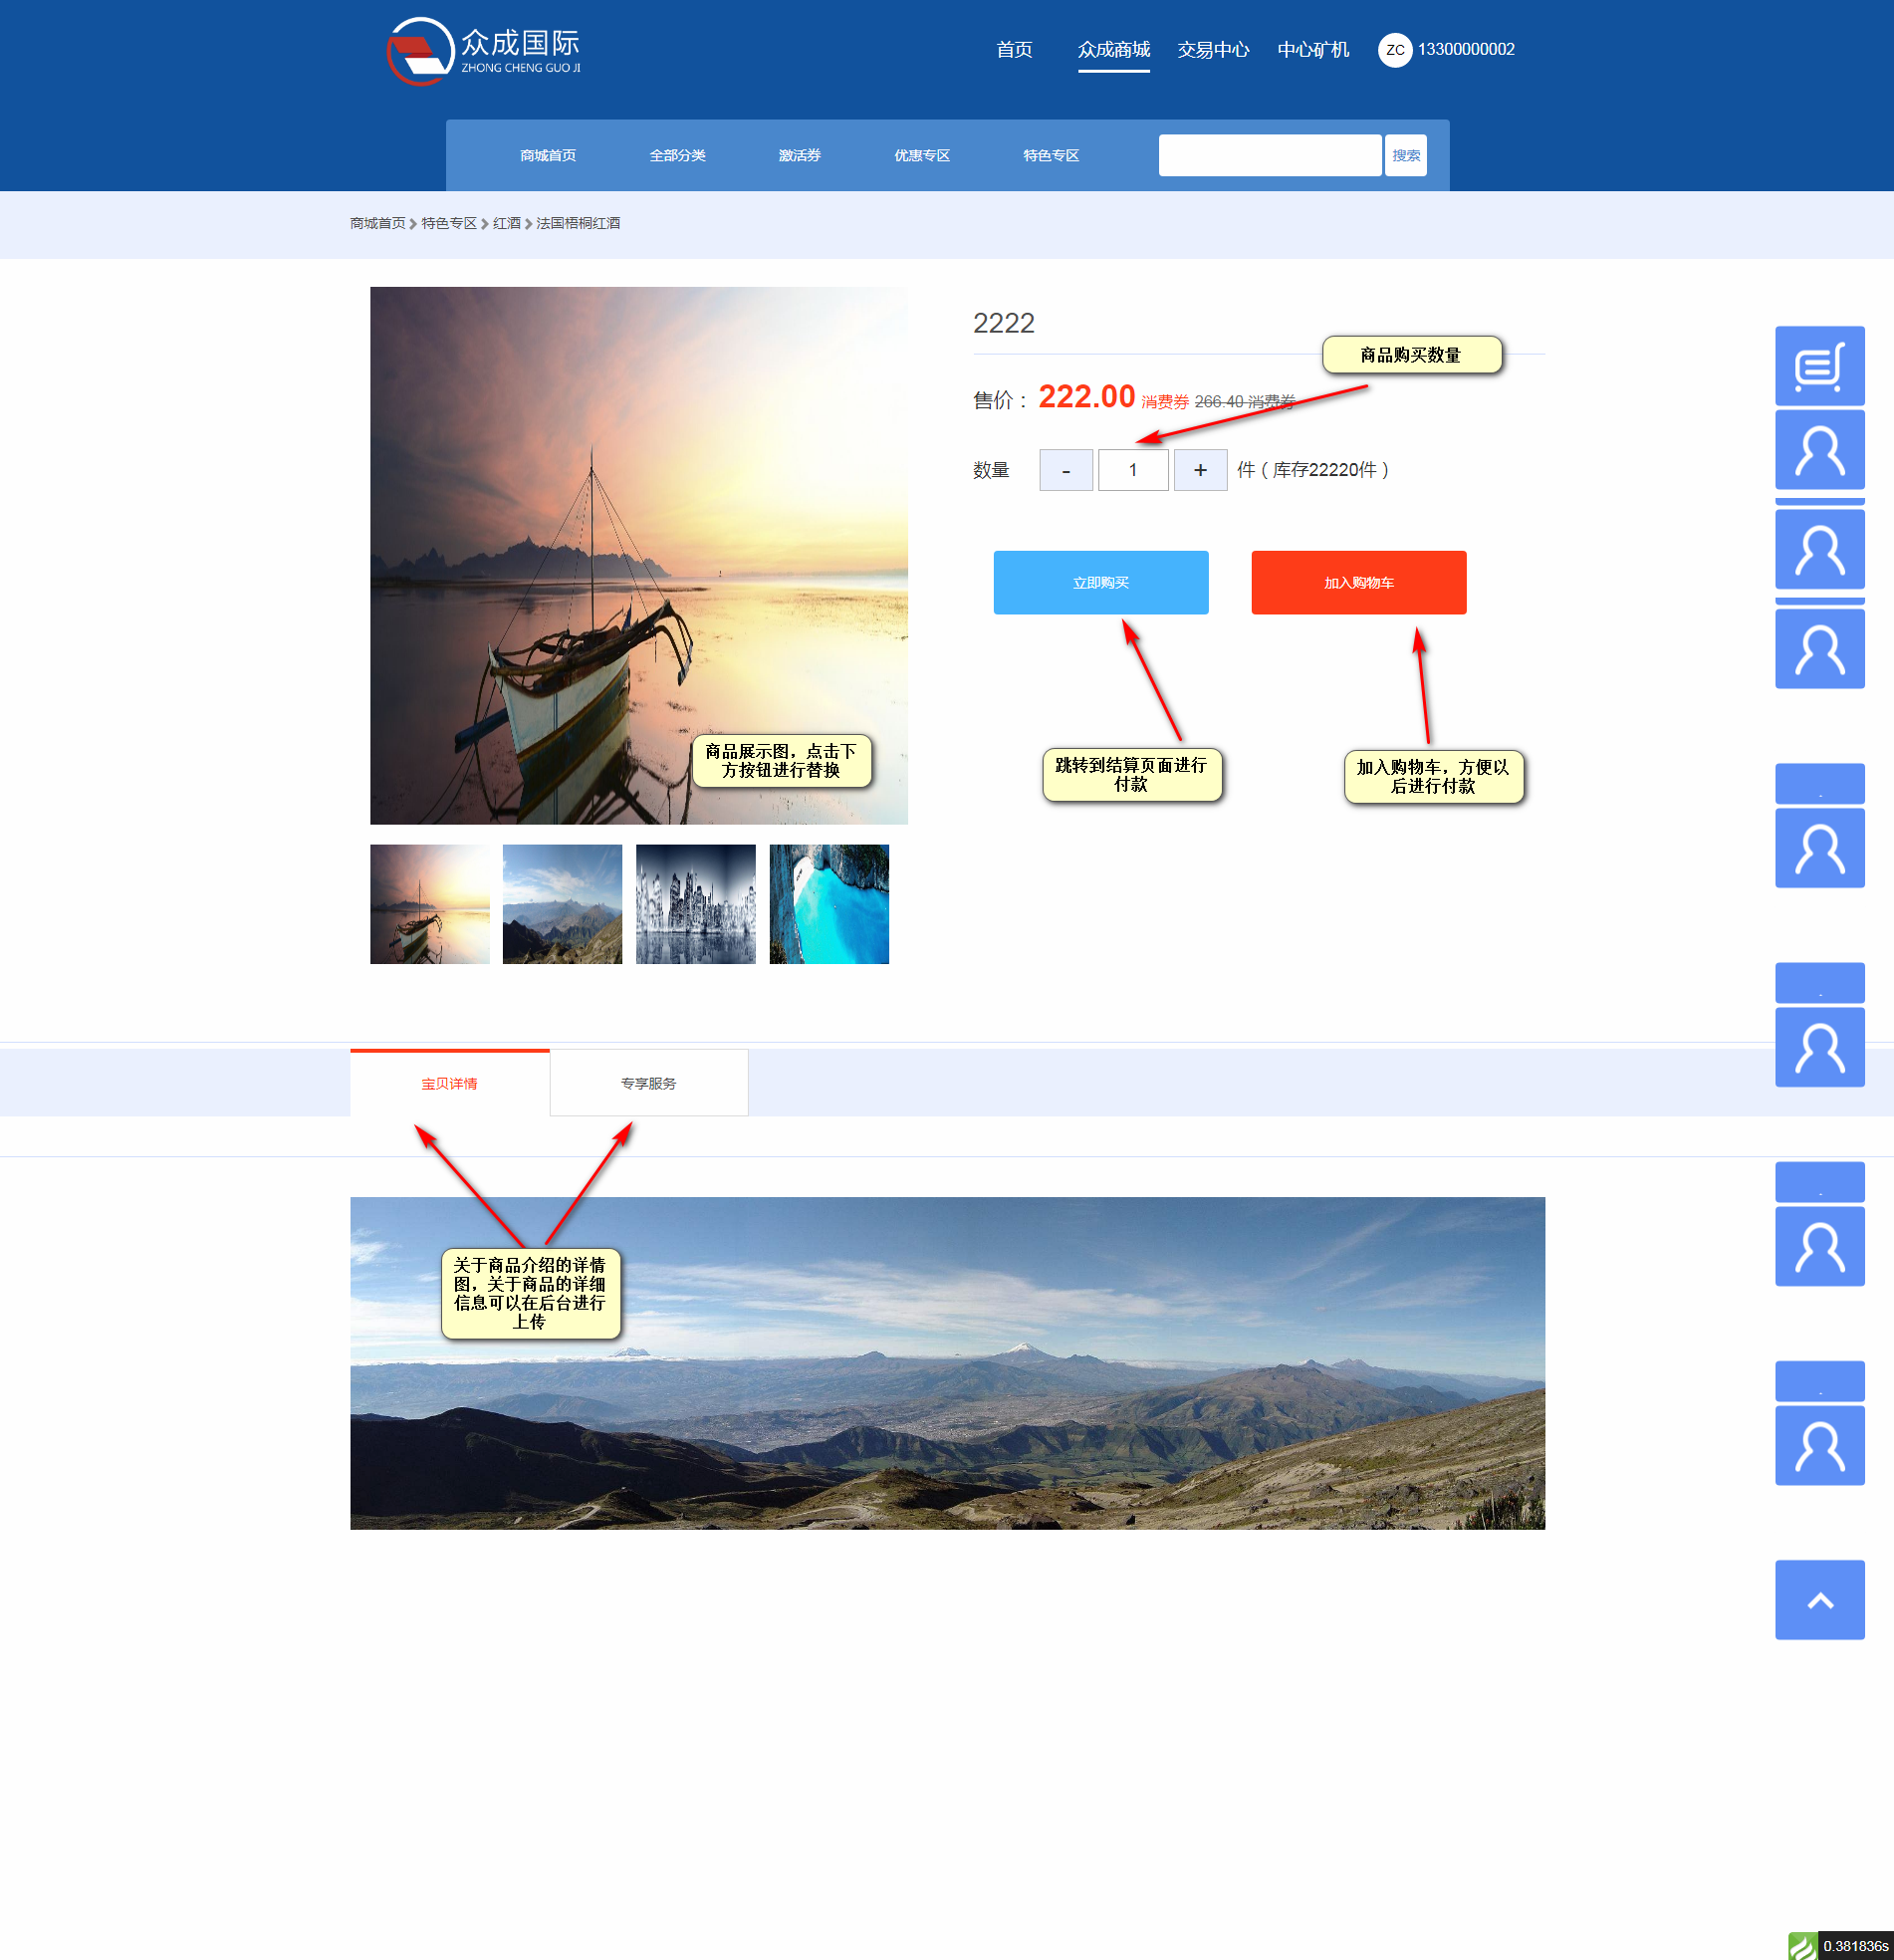 众成国际
ZHONG CHENG GUO JI
首页
众成商城
交易中心
中心矿机
ZC
13300000002
商城首页
全部分类
激活券
优惠专区
特色专区
搜索
商城首页 > 特色专区 > 红酒 > 法国梧桐红酒
2222
商品购买数量
售价： 222.00 消费券 266.40 消费券
数量 - 1 + 件（库存22220件）
立即购买
加入购物车
商品展示图，点击下
方按钮进行替换
跳转到结算页面进行
付款
加入购物车，方便以
后进行付款
宝贝详情
专享服务
关于商品介绍的详情
图，关于商品的详细
信息可以在后台进行
上传
0.381836s